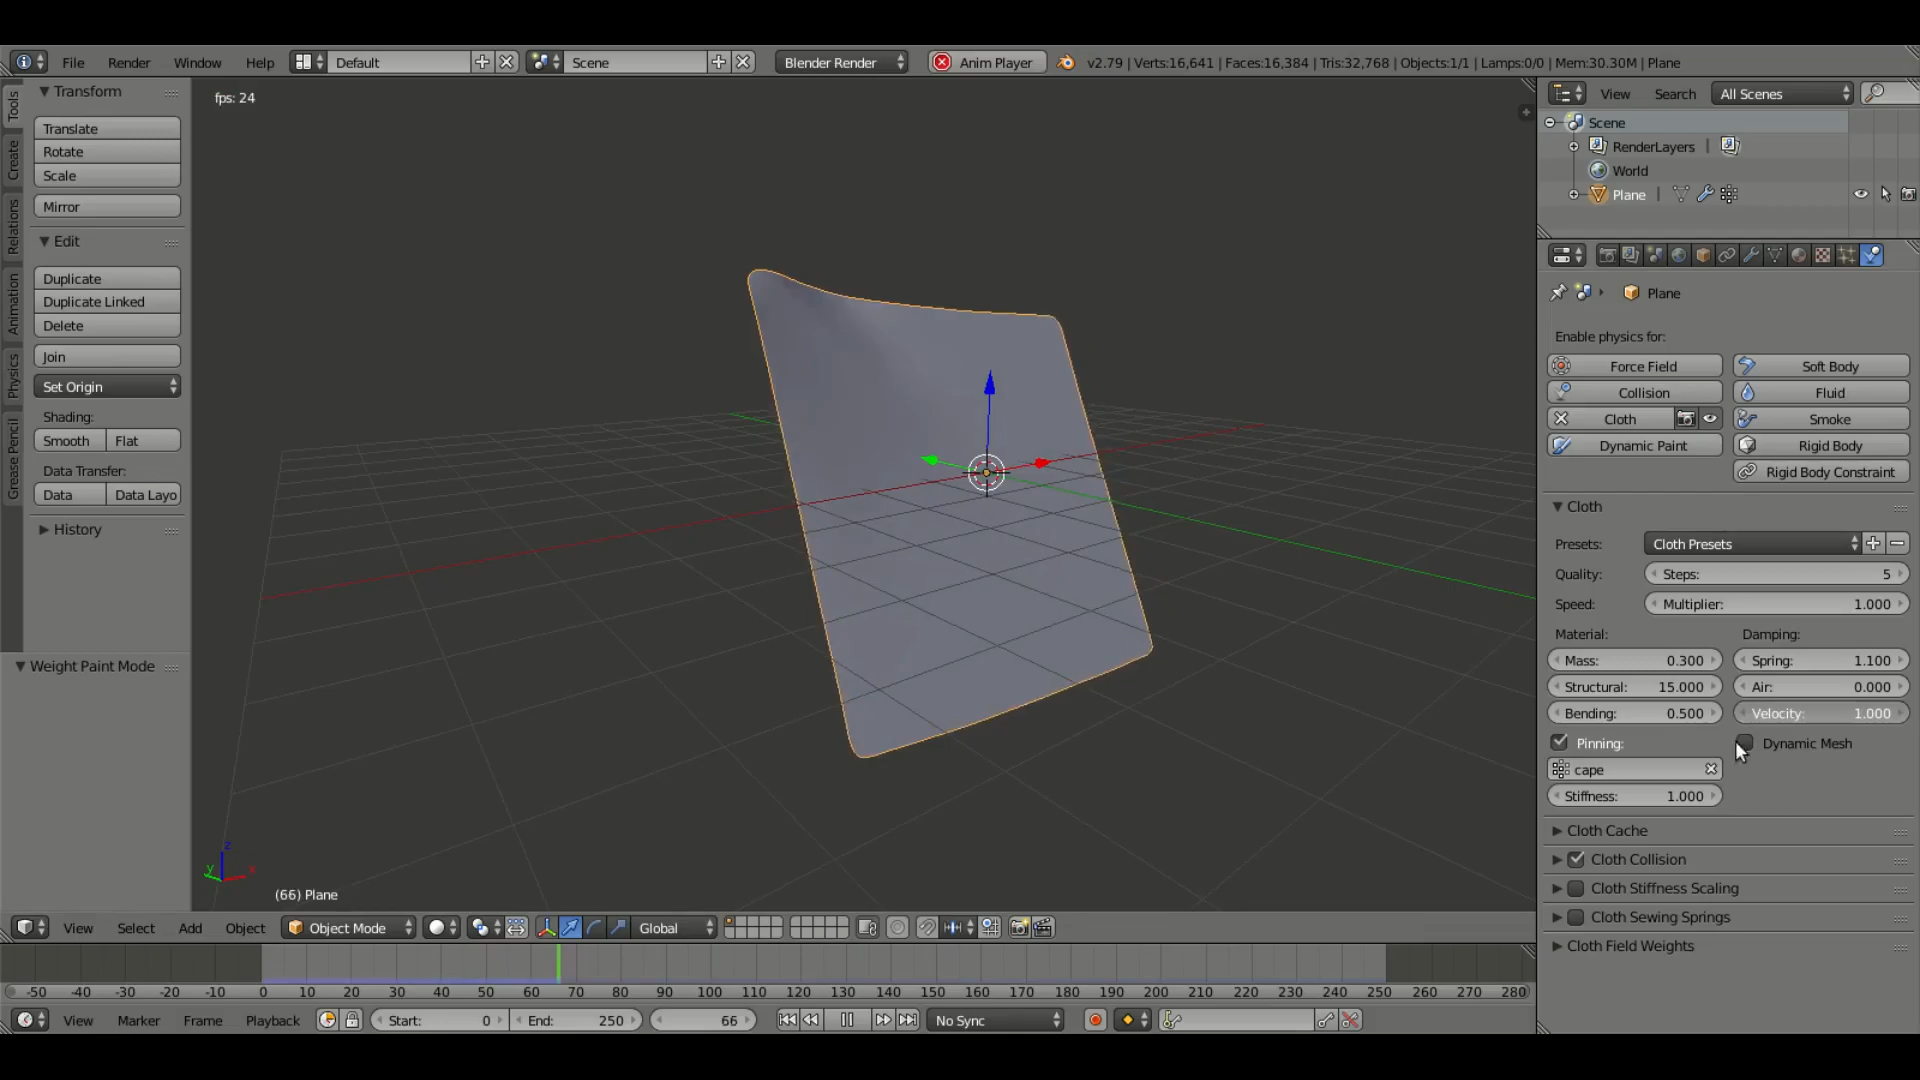 File Render Window Help Default Scene Blender Render Anim Player v2.79 | Verts:16,641 | Faces:16,384 | Tris:32,768 | Objects:1/1 | Lamps:0/0 | Mem:30.30M | Plane
Tools
Create
Relations
Animation
Physics
Grease Pencil
Transform
Translate
Rotate
Scale
Mirror
Edit
Duplicate
Duplicate Linked
Delete
Join
Set Origin
Shading:
Smooth Flat
Data Transfer:
Data Data Layo
History
Weight Paint Mode
fps: 24
z
y x
(66) Plane
View Search All Scenes
Scene
RenderLayers |
World
Plane |
Plane
Enable physics for:
Force Field Soft Body
Collision Fluid
Cloth Smoke
Dynamic Paint Rigid Body
Rigid Body Constraint
Cloth
Presets: Cloth Presets
Quality: Steps: 5
Speed: Multiplier: 1.000
Material: Damping:
Mass: 0.300 Spring: 1.100
Structural: 15.000 Air: 0.000
Bending: 0.500 Velocity: 1.000
Pinning: Dynamic Mesh
cape
Stiffness: 1.000
Cloth Cache
Cloth Collision
Cloth Stiffness Scaling
Cloth Sewing Springs
Cloth Field Weights
View Select Add Object Object Mode Global
-50 -40 -30 -20 -10 0 10 20 30 40 50 60 70 80 90 100 110 120 130 140 150 160 170 180 190 200 210 220 230 240 250 260 270 280
View Marker Frame Playback Start: 0 End: 250 66 No Sync